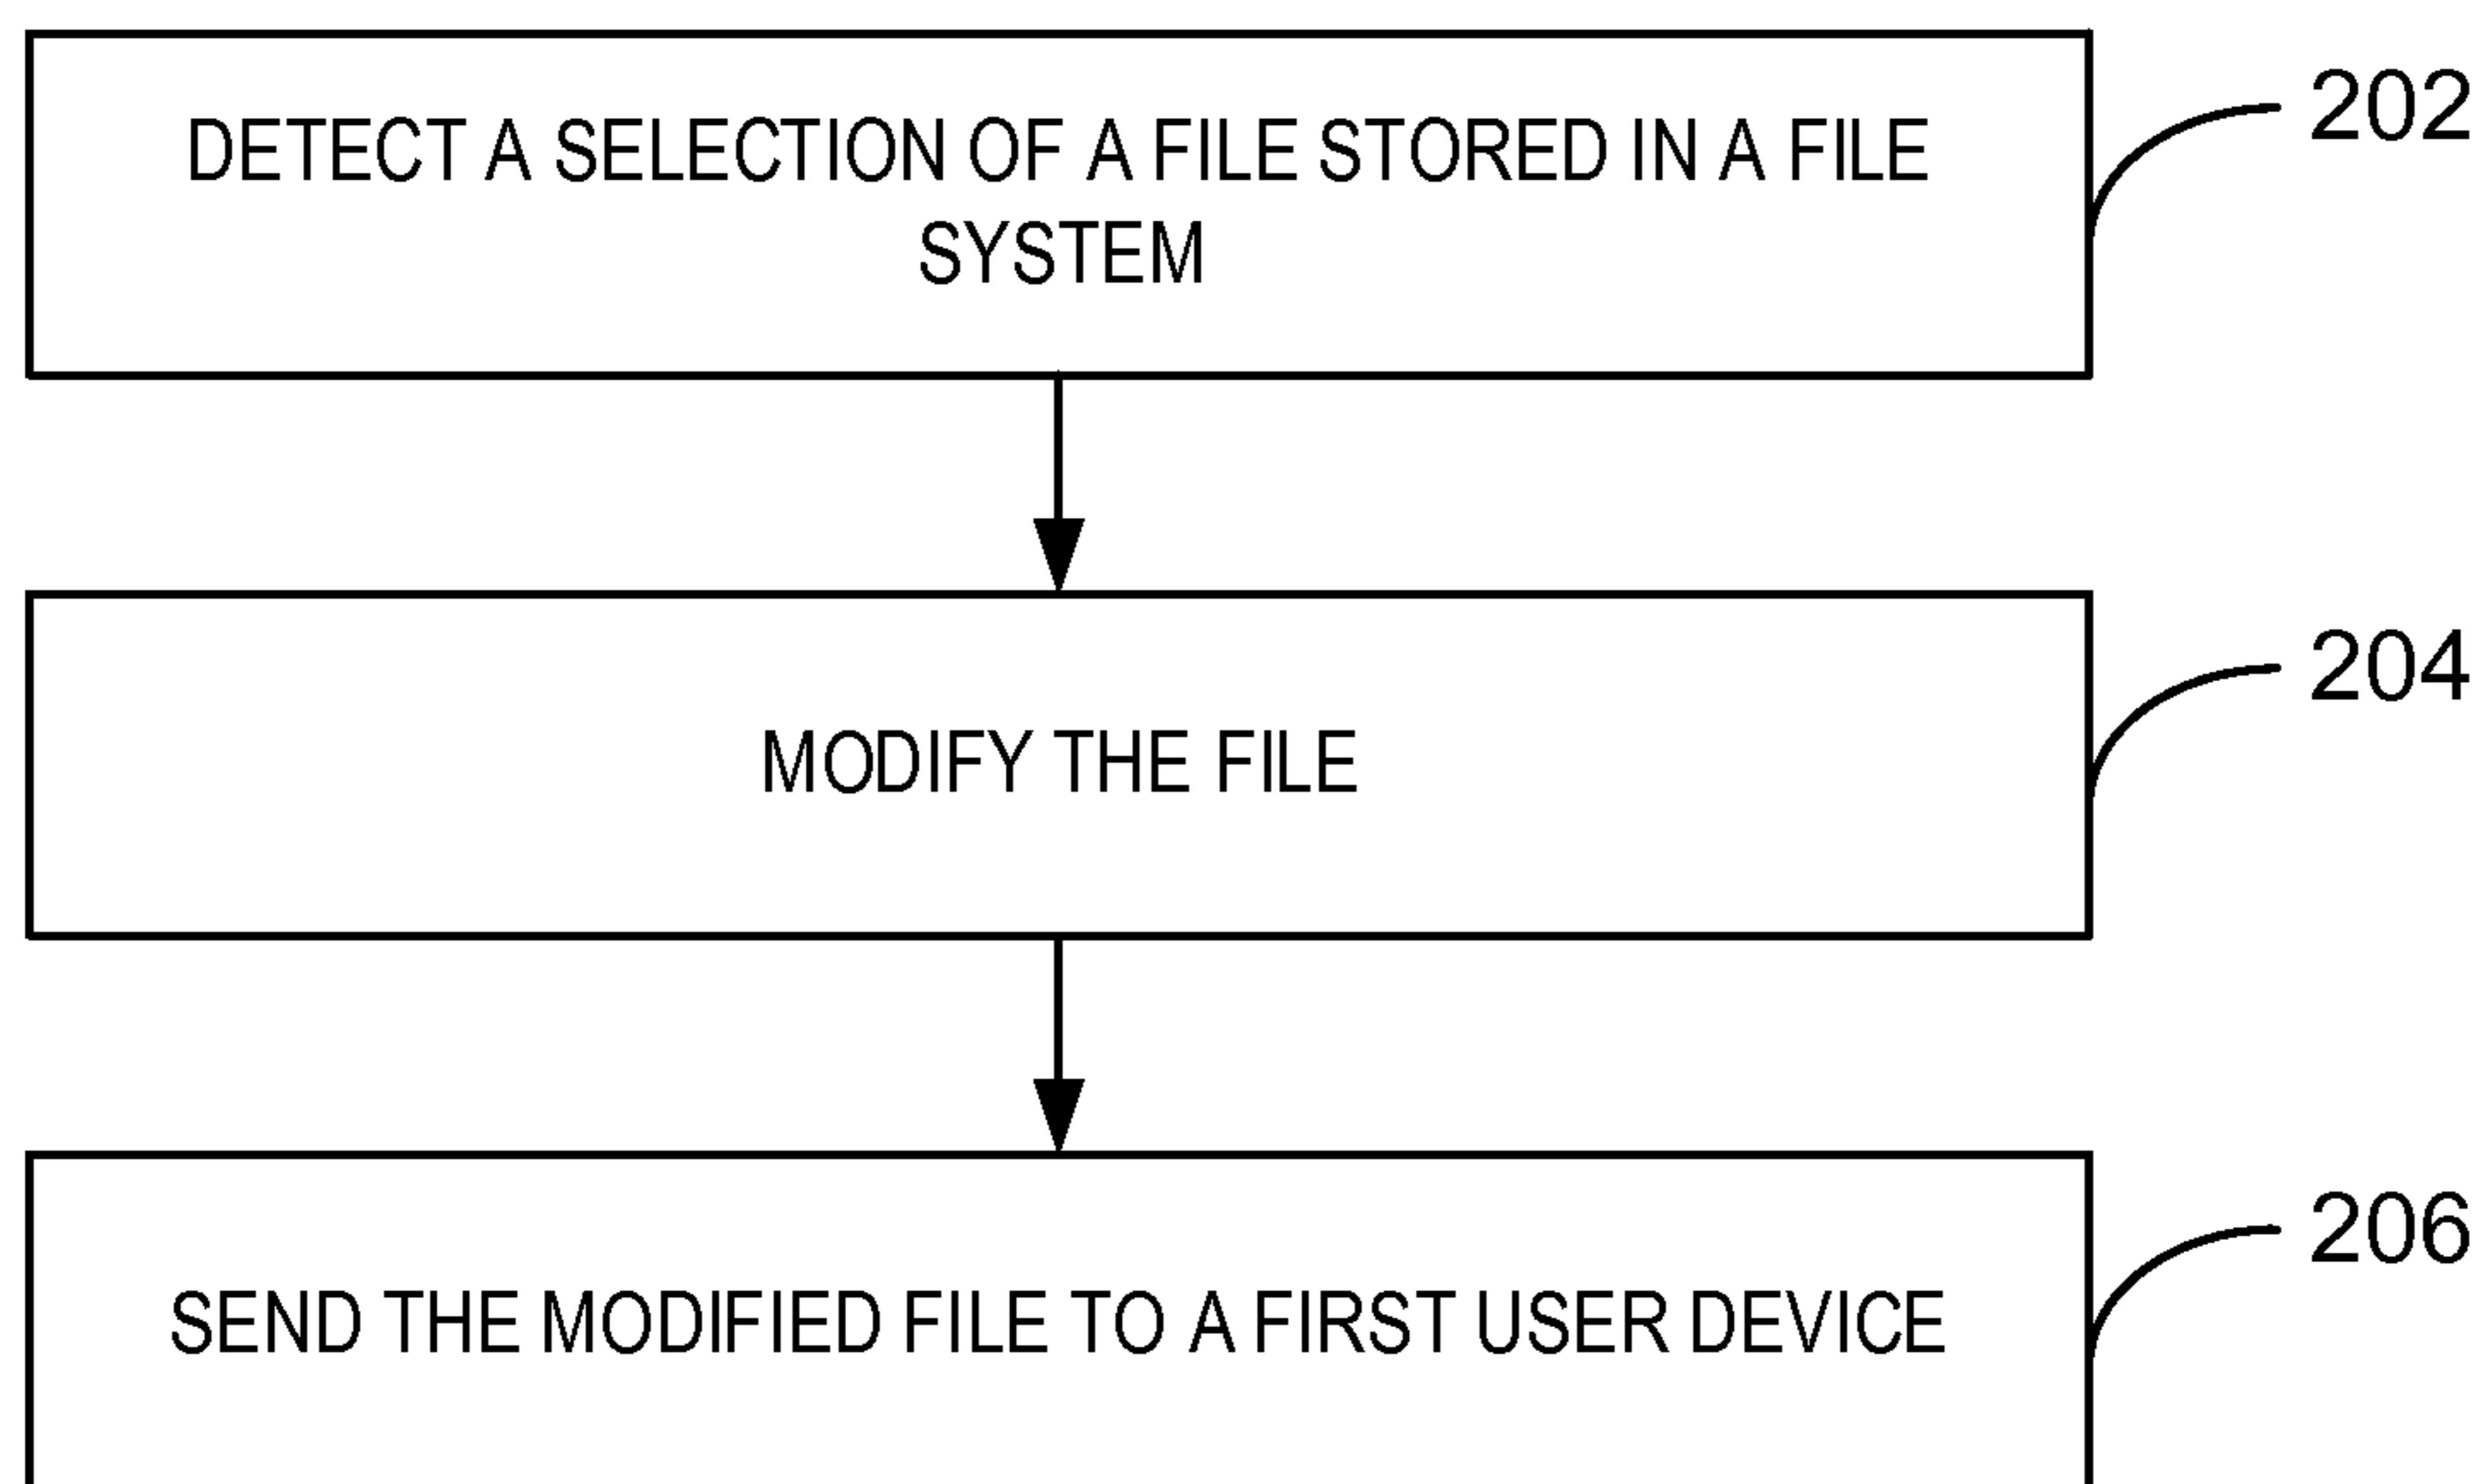 DETECT A SELECTION OF A FILE STORED IN A FILE
SYSTEM
202
MODIFY THE FILE
204
SEND THE MODIFIED FILE TO A FIRST USER DEVICE
206